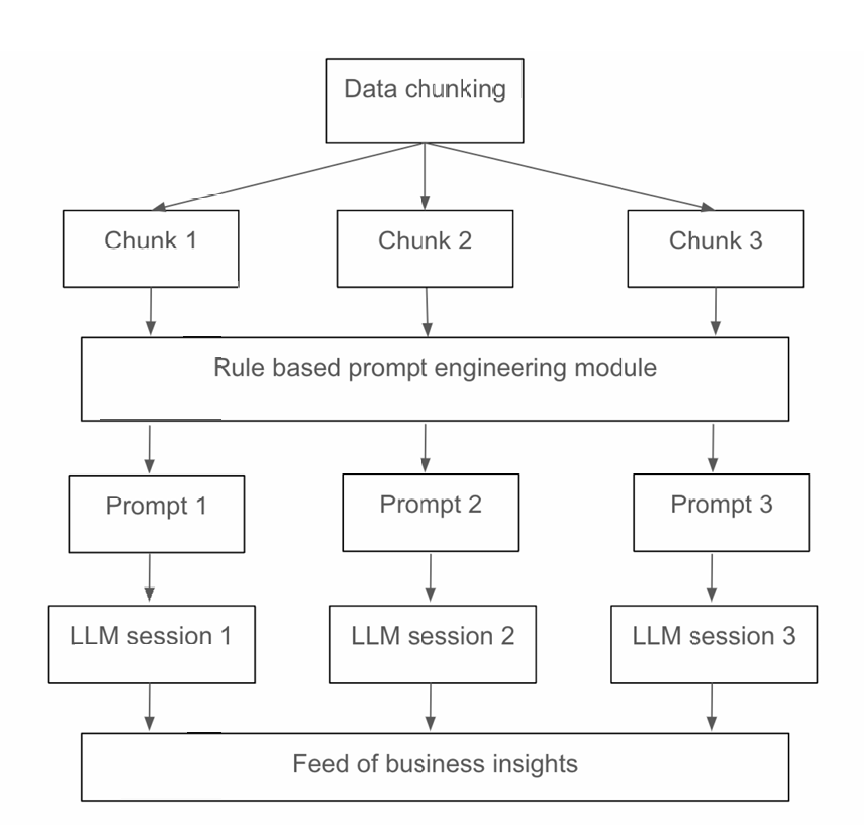 Data chunking
Chunk 1
Chunk 2
Chunk 3
Rule based prompt engineering module
Prompt 1
Prompt 2
Prompt 3
LLM session 1
LLM session 2
LLM session 3
Feed of business insights